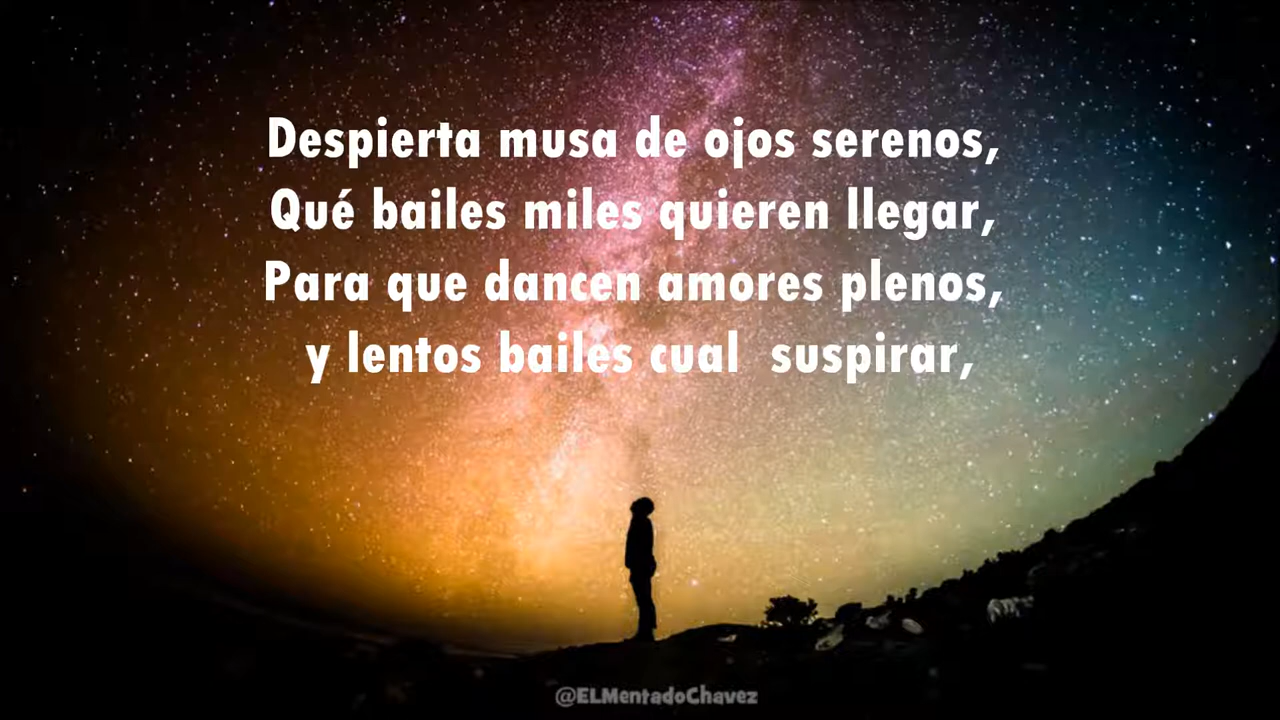 Despierta musa de ojos serenos,
Qué bailes miles quieren llegar,
Para que dancen amores plenos,
y lentos bailes cual suspirar,
@ELMentadoChavez